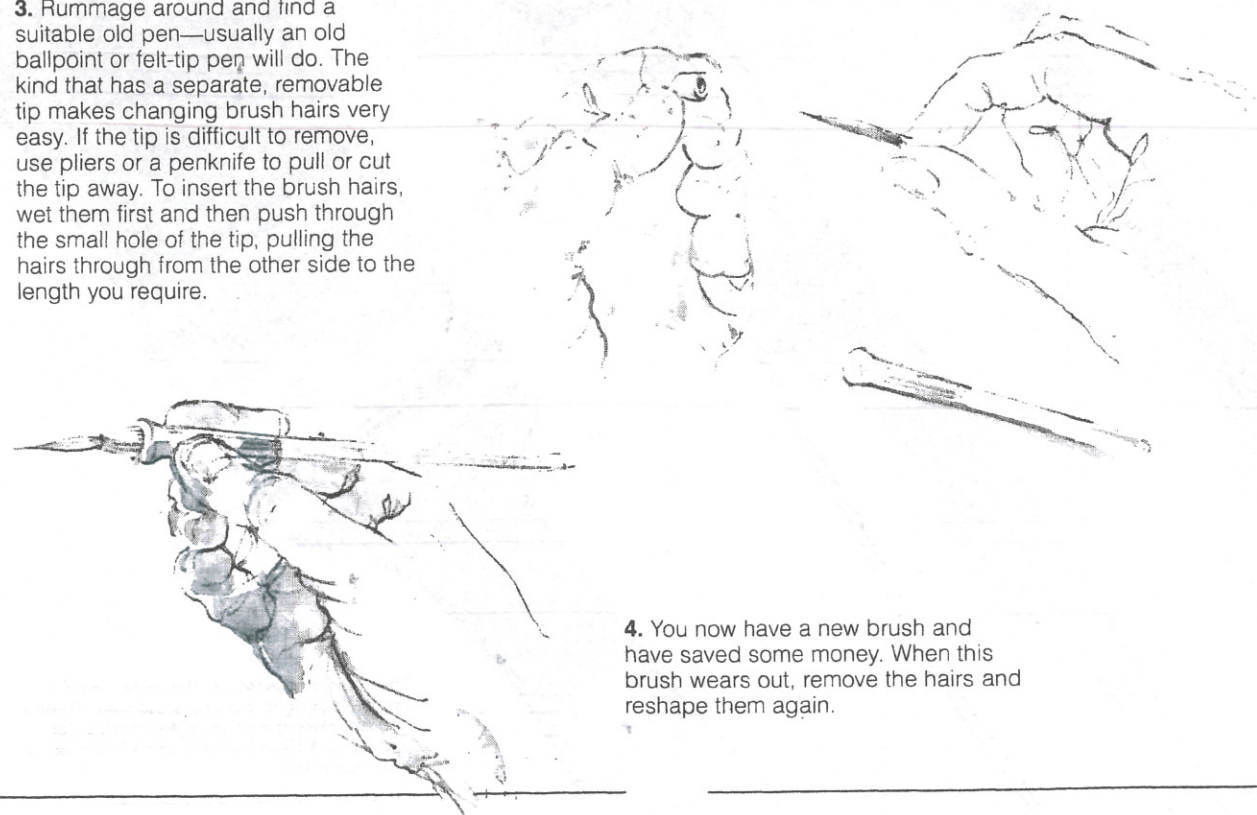 3. Rummage around and find a
suitable old pen—usually an old
ballpoint or felt-tip pen will do. The
kind that has a separate, removable
tip makes changing brush hairs very
easy. If the tip is difficult to remove,
use pliers or a penknife to pull or cut
the tip away. To insert the brush hairs,
wet them first and then push through
the small hole of the tip, pulling the
hairs through from the other side to the
length you require.
4. You now have a new brush and
have saved some money. When this
brush wears out, remove the hairs and
reshape them again.